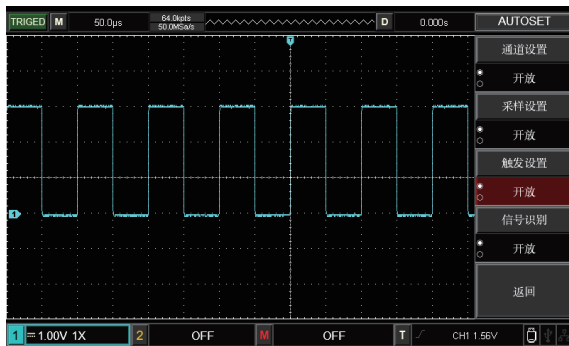 TRIGED M 50.0μs 64.0kpts D 0.000s AUTOSET
50.0MSa/s
T
通道设置
开放
采样设置
开放
触发设置
开放
信号识别
开放
返回
1
1 1.00V 1X 2 OFF M OFF T CH1 1.56V